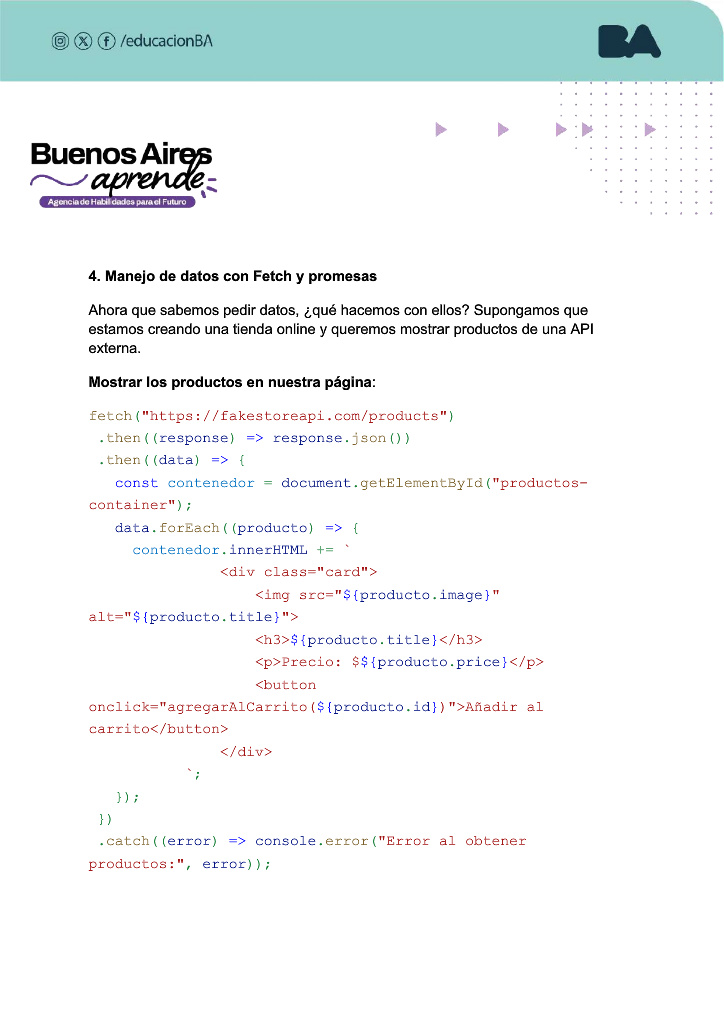 /educacionBA
BA
Buenos Aires
aprende
Agencia de Habilidades para el Futuro
4. Manejo de datos con Fetch y promesas
Ahora que sabemos pedir datos, ¿qué hacemos con ellos? Supongamos que
estamos creando una tienda online y queremos mostrar productos de una API
externa.
Mostrar los productos en nuestra página:
fetch("https://fakestoreapi.com/products")
.then((response) => response.json())
.then((data) => {
const contenedor = document.getElementById("productos-
container");
data.forEach((producto) => {
contenedor.innerHTML += `
<div class="card">
<img src="${producto.image}"
alt="${producto.title}">
<h3>${producto.title}</h3>
<p>Precio: $${producto.price}</p>
<button
onclick="agregarAlCarrito(${producto.id})">Añadir al
carrito</button>
</div>
`;
});
})
.catch((error) => console.error("Error al obtener
productos:", error));